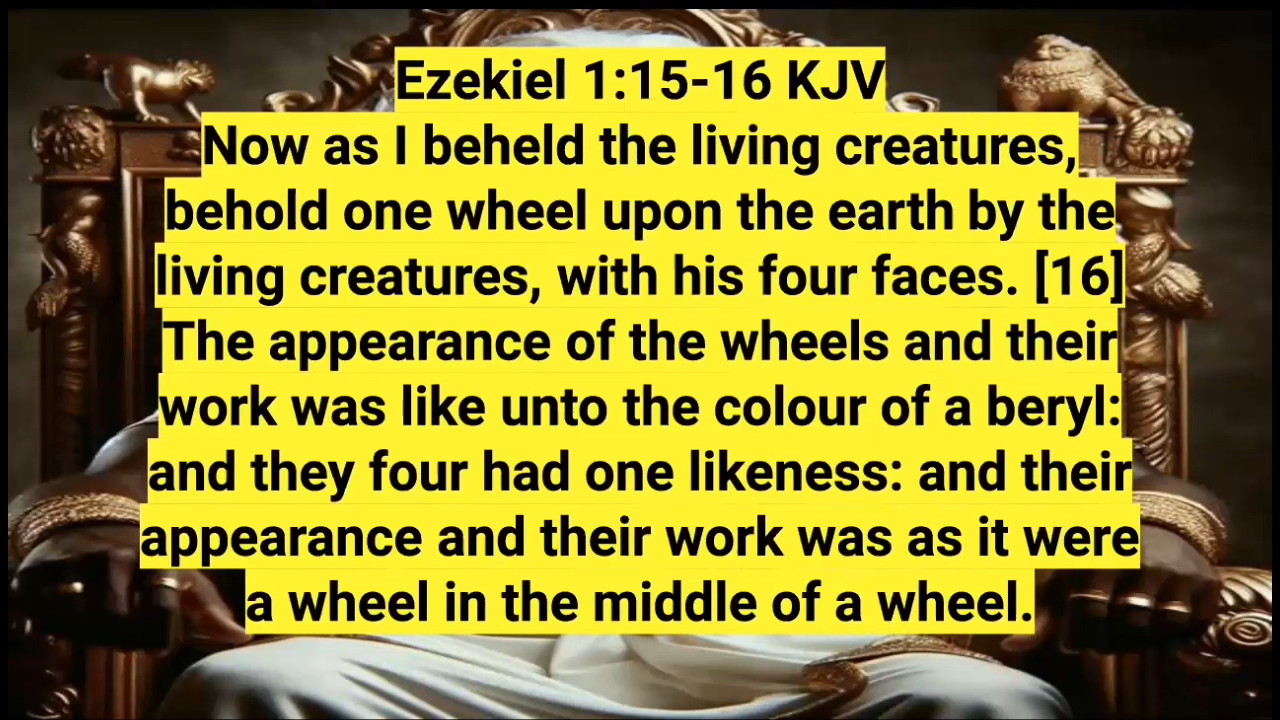 Ezekiel 1:15-16 KJV
Now as I beheld the living creatures,
behold one wheel upon the earth by the
living creatures, with his four faces. [16]
The appearance of the wheels and their
work was like unto the colour of a beryl:
and they four had one likeness: and their
appearance and their work was as it were
a wheel in the middle of a wheel.